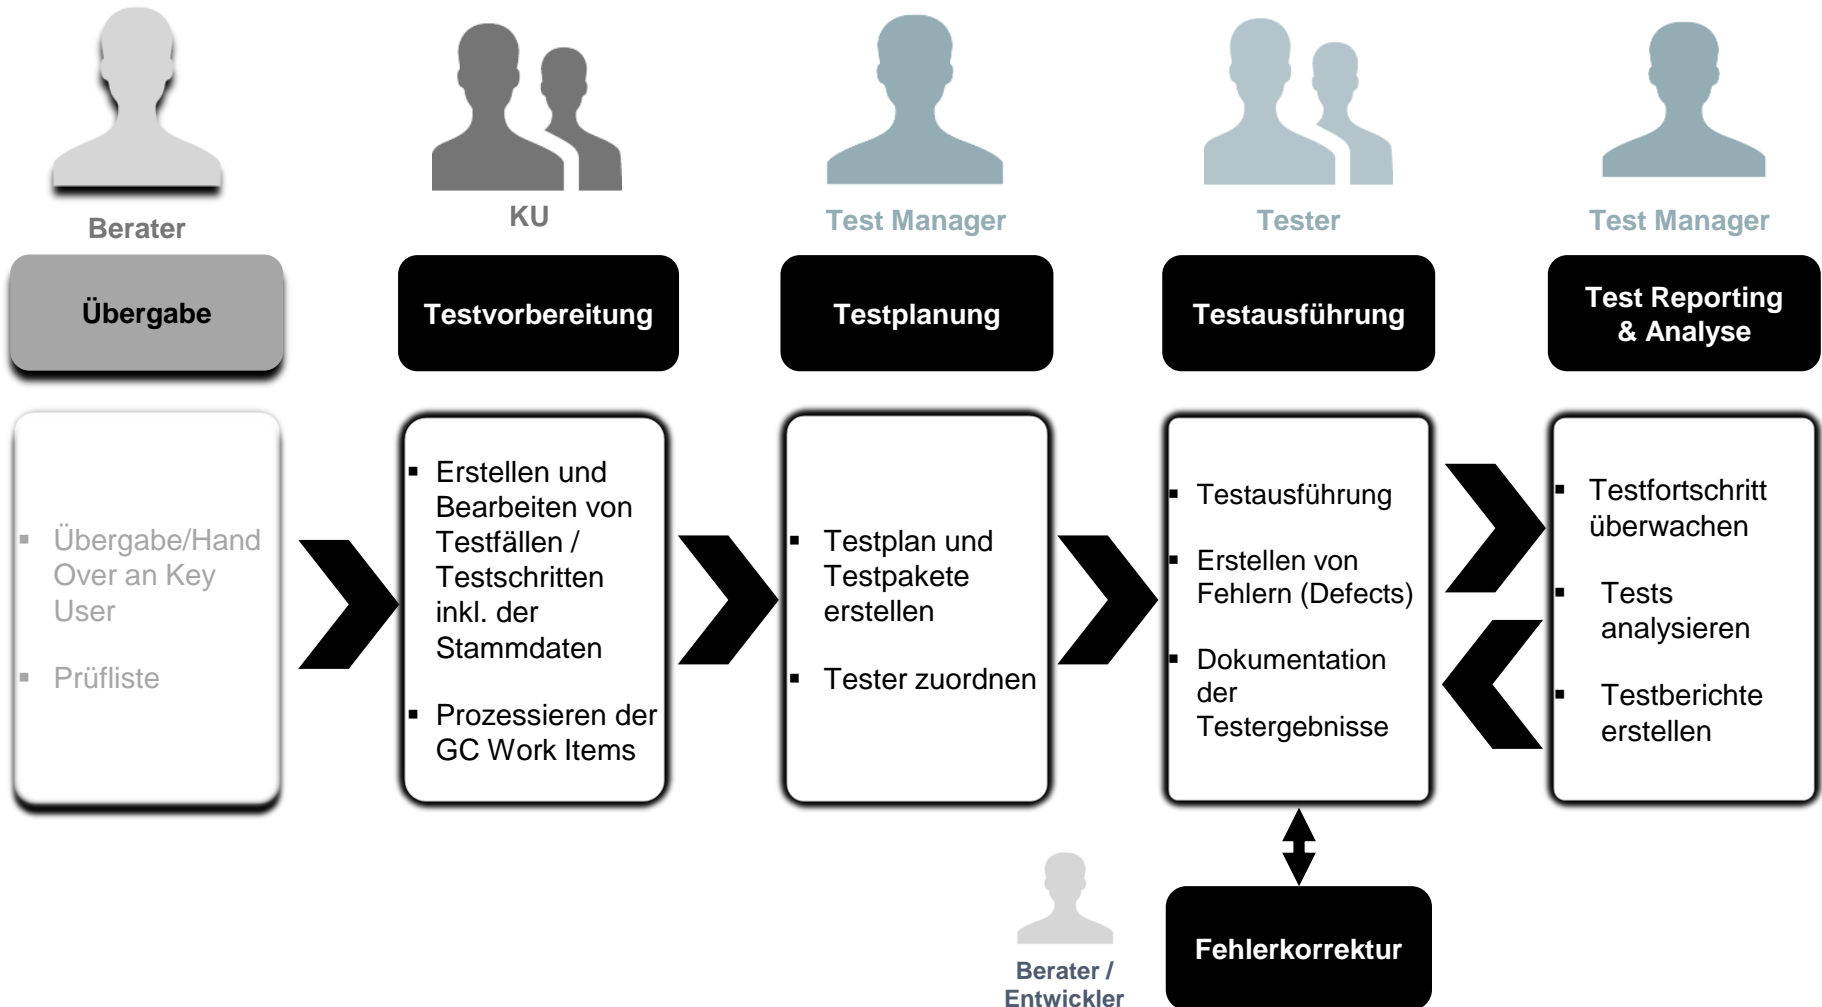 Berater
KU
Test Manager
Tester
Test Manager
Übergabe
Testvorbereitung
Testplanung
Testausführung
Test Reporting
& Analyse
▪ Übergabe/Hand
Over an Key
User
▪ Prüfliste
▪ Erstellen und
Bearbeiten von
Testfällen /
Testschritten
inkl. der
Stammdaten
▪ Prozessieren der
GC Work Items
▪ Testplan und
Testpakete
erstellen
▪ Tester zuordnen
▪ Testausführung
▪ Erstellen von
Fehlern (Defects)
▪ Dokumentation
der
Testergebnisse
▪ Testfortschritt
überwachen
▪ Tests
analysieren
▪ Testberichte
erstellen
Berater /
Entwickler
Fehlerkorrektur